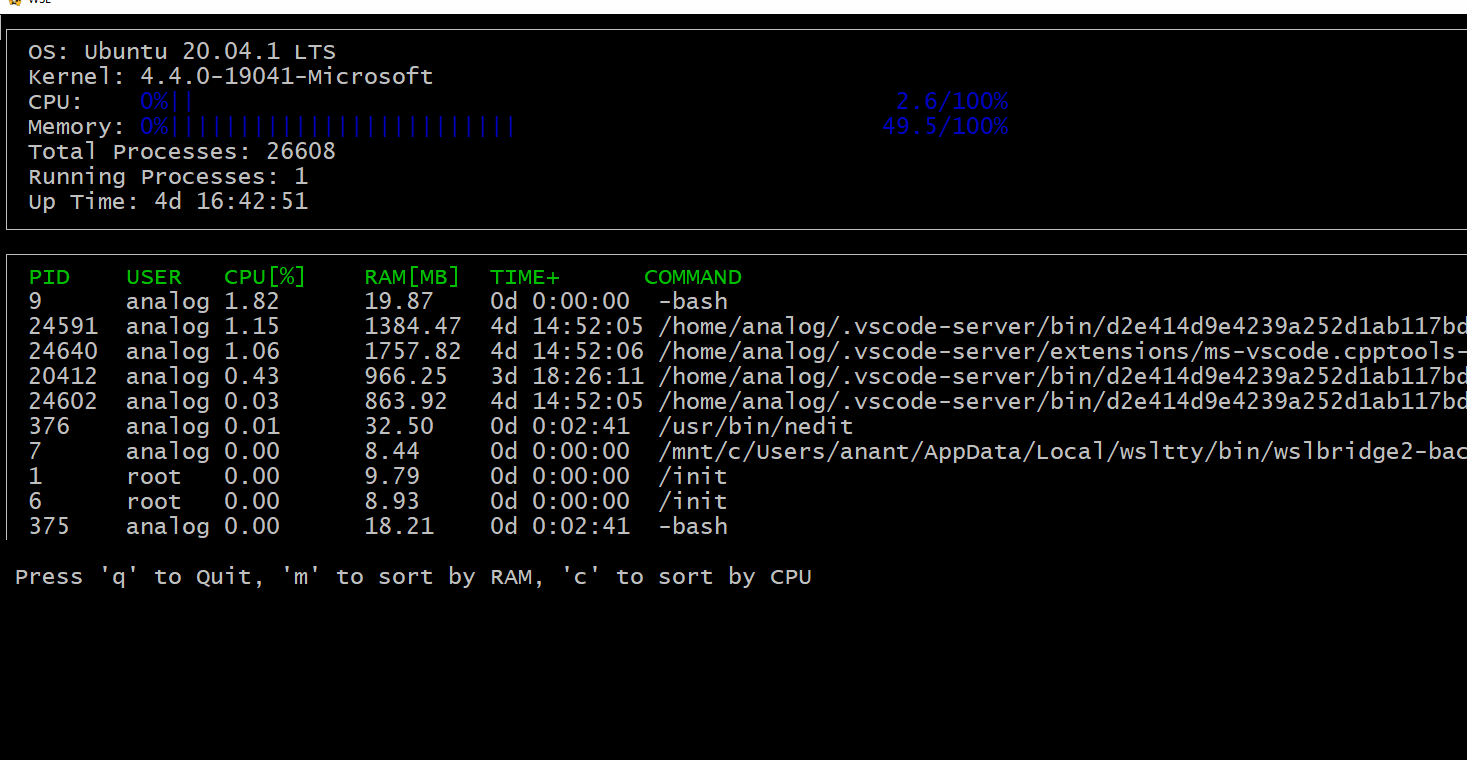 WSL
OS: Ubuntu 20.04.1 LTS
Kernel: 4.4.0-19041-Microsoft
CPU: 0%|| 2.6/100%
Memory: 0%||||||||||||||||||||||||| 49.5/100%
Total Processes: 26608
Running Processes: 1
Up Time: 4d 16:42:51
PID USER CPU[%] RAM[MB] TIME+ COMMAND
9 analog 1.82 19.87 0d 0:00:00 -bash
24591 analog 1.15 1384.47 4d 14:52:05 /home/analog/.vscode-server/bin/d2e414d9e4239a252d1ab117bd
24640 analog 1.06 1757.82 4d 14:52:06 /home/analog/.vscode-server/extensions/ms-vscode.cpptools-
20412 analog 0.43 966.25 3d 18:26:11 /home/analog/.vscode-server/bin/d2e414d9e4239a252d1ab117bd
24602 analog 0.03 863.92 4d 14:52:05 /home/analog/.vscode-server/bin/d2e414d9e4239a252d1ab117bd
376 analog 0.01 32.50 0d 0:02:41 /usr/bin/nedit
7 analog 0.00 8.44 0d 0:00:00 /mnt/c/Users/anant/AppData/Local/wsltty/bin/wslbridge2-bac
1 root 0.00 9.79 0d 0:00:00 /init
6 root 0.00 8.93 0d 0:00:00 /init
375 analog 0.00 18.21 0d 0:02:41 -bash
Press 'q' to Quit, 'm' to sort by RAM, 'c' to sort by CPU